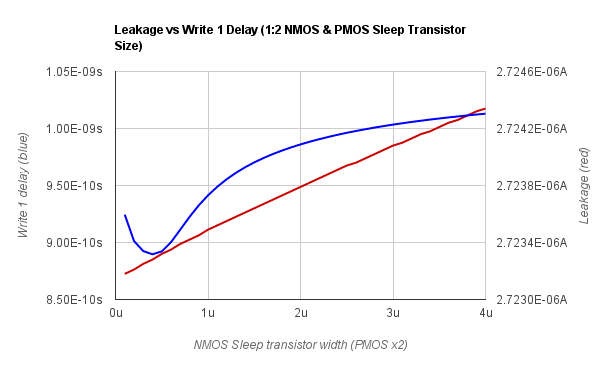 Leakage vs Write 1 Delay (1:2 NMOS & PMOS Sleep Transistor
Size)
1.05E-09s
1.00E-09s
9.50E-10s
9.00E-10s
8.50E-10s
Write 1 delay (blue)
2.7246E-06A
2.7242E-06A
2.7238E-06A
2.7234E-06A
2.7230E-06A
Leakage (red)
0u 1u 2u 3u 4u
NMOS Sleep transistor width (PMOS x2)